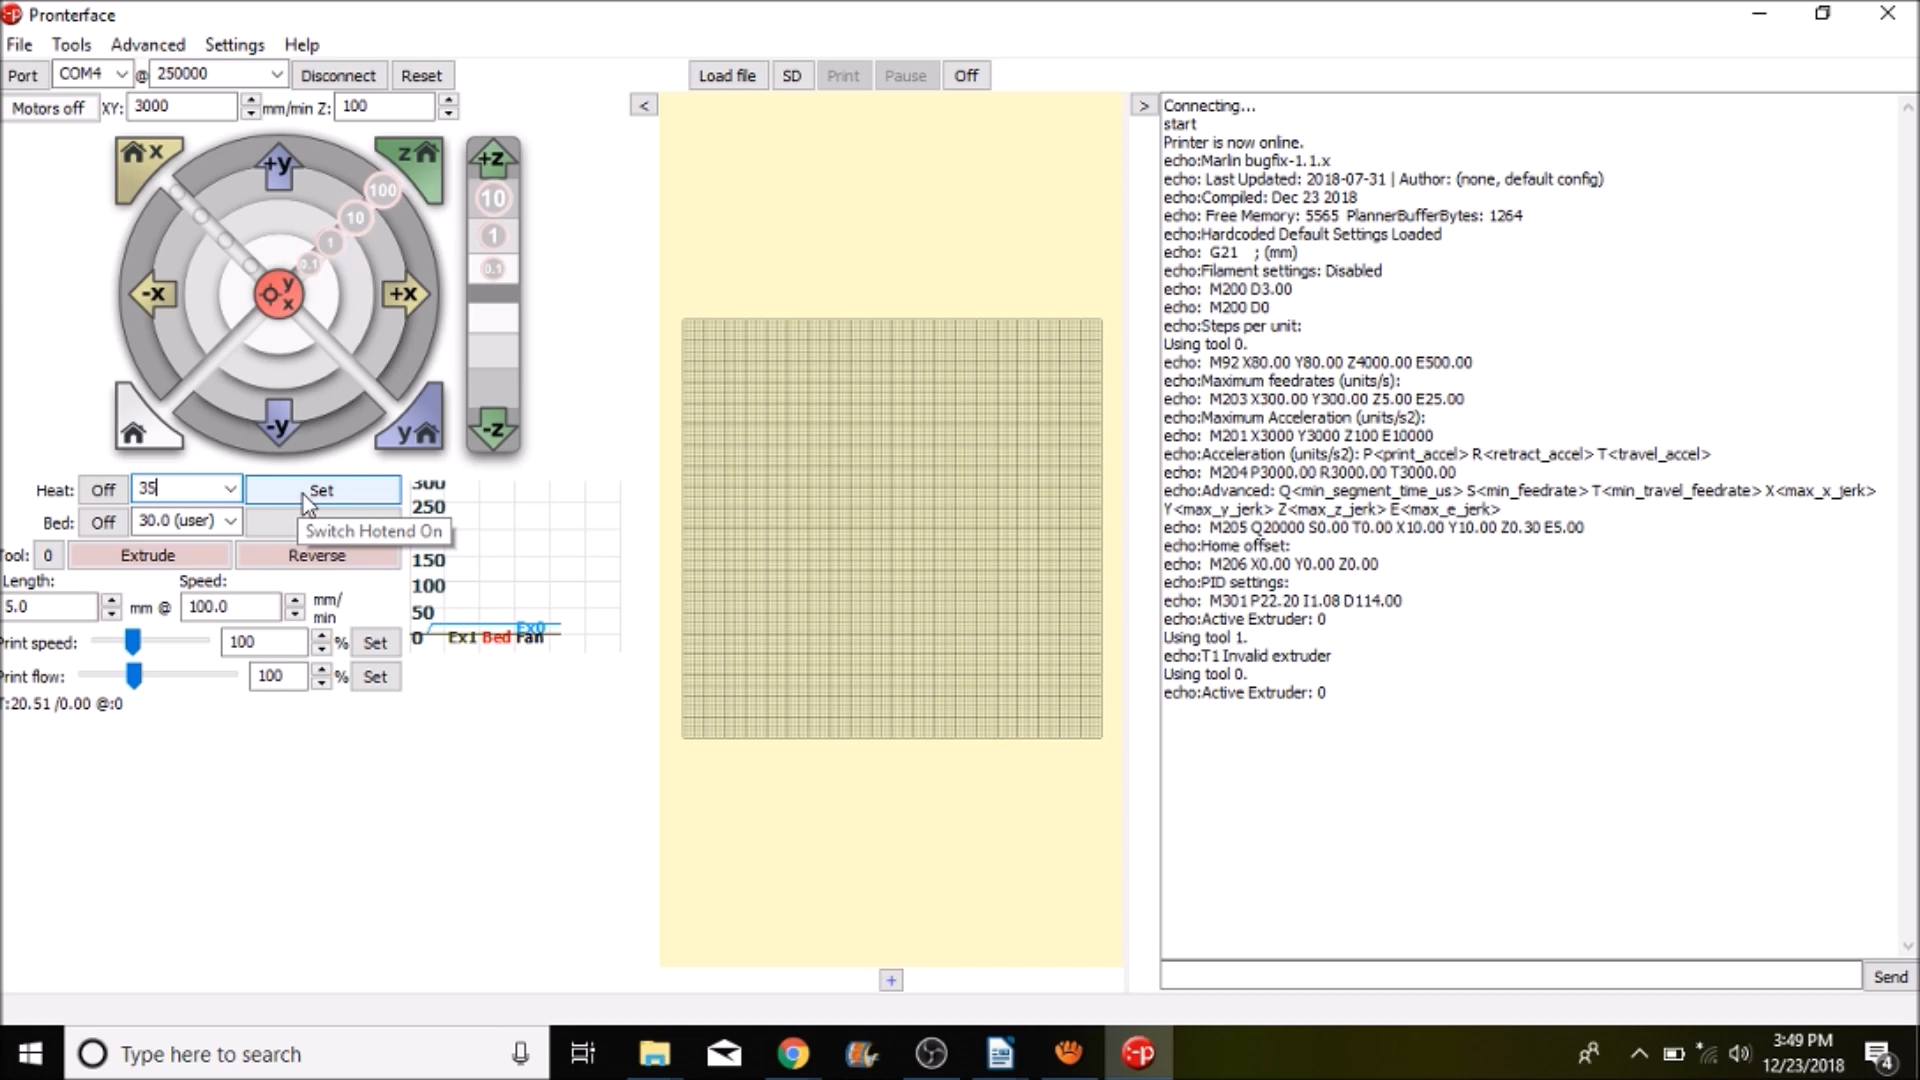 Pronterface
File Tools Advanced Settings Help
Port COM4 @ 250000 Disconnect Reset
Load file SD Print Pause Off
Motors off XY: 3000 mm/min Z: 100
<
>
x
z
+y
100
10
1
0.1
-x
y
x
+x
-y
y
+z
10
1
0.1
-z
Heat: Off 35 Set
Bed: Off 30.0 (user)
Switch Hotend On
Tool: 0 Extrude Reverse
Length: Speed:
5.0 mm @ 100.0 mm/
min
Print speed: 100 % Set
Print flow: 100 % Set
T:20.51 /0.00 @:0
300
250
150
100
50
0
Ex0
Ex1 Bed Fan
+
Connecting...
start
Printer is now online.
echo:Marlin bugfix-1.1.x
echo: Last Updated: 2018-07-31 | Author: (none, default config)
echo:Compiled: Dec 23 2018
echo: Free Memory: 5565 PlannerBufferBytes: 1264
echo:Hardcoded Default Settings Loaded
echo: G21 ; (mm)
echo:Filament settings: Disabled
echo: M200 D3.00
echo: M200 D0
echo:Steps per unit:
Using tool 0.
echo: M92 X80.00 Y80.00 Z4000.00 E500.00
echo:Maximum feedrates (units/s):
echo: M203 X300.00 Y300.00 Z5.00 E25.00
echo:Maximum Acceleration (units/s2):
echo: M201 X3000 Y3000 Z100 E10000
echo:Acceleration (units/s2): P<print_accel> R<retract_accel> T<travel_accel>
echo: M204 P3000.00 R3000.00 T3000.00
echo:Advanced: Q<min_segment_time_us> S<min_feedrate> T<min_travel_feedrate> X<max_x_jerk>
Y<max_y_jerk> Z<max_z_jerk> E<max_e_jerk>
echo: M205 Q20000 S0.00 T0.00 X10.00 Y10.00 Z0.30 E5.00
echo:Home offset:
echo: M206 X0.00 Y0.00 Z0.00
echo:PID settings:
echo: M301 P22.20 I1.08 D114.00
echo:Active Extruder: 0
Using tool 1.
echo:T1 Invalid extruder
Using tool 0.
echo:Active Extruder: 0
Send
Type here to search
3:49 PM
12/23/2018
4